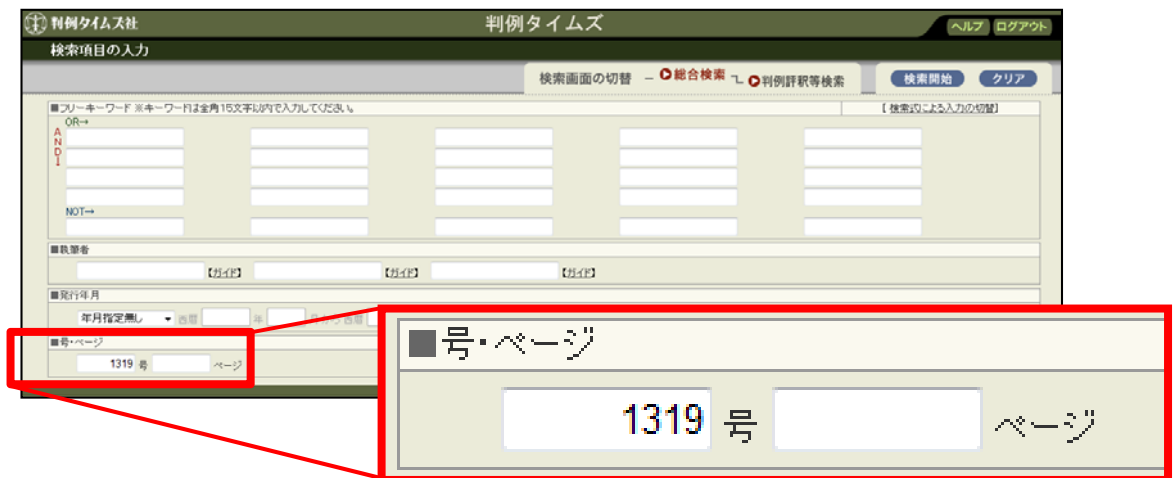 判例タイムズ社 判例タイムズ ヘルプ ログアウト
検索項目の入力
検索画面の切替 総合検索 判例評釈等検索 検索開始 クリア
■フリーキーワード ※キーワードは全角15文字以内で入力してください。 【検索式による入力の切替】
OR→
AND↓
NOT→
■執筆者
【ガイド】 【ガイド】 【ガイド】
■発行年月
年月指定無し 西暦 年 月から西暦
■号・ページ
1319 号 ページ
■号・ページ
1319 号 ページ